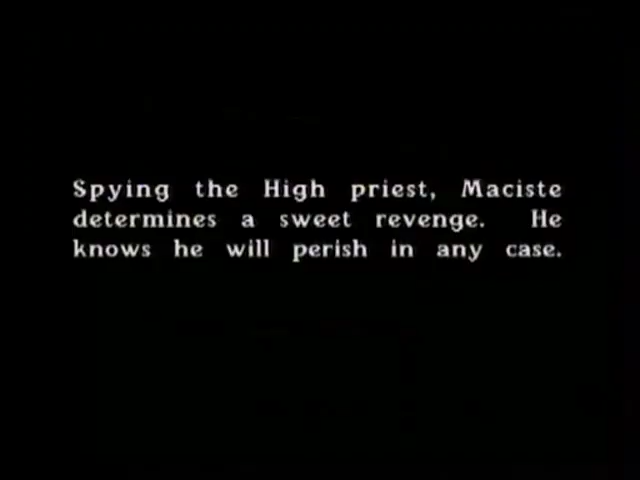 Spying the High priest, Maciste
determines a sweet revenge. He
knows he will perish in any case.